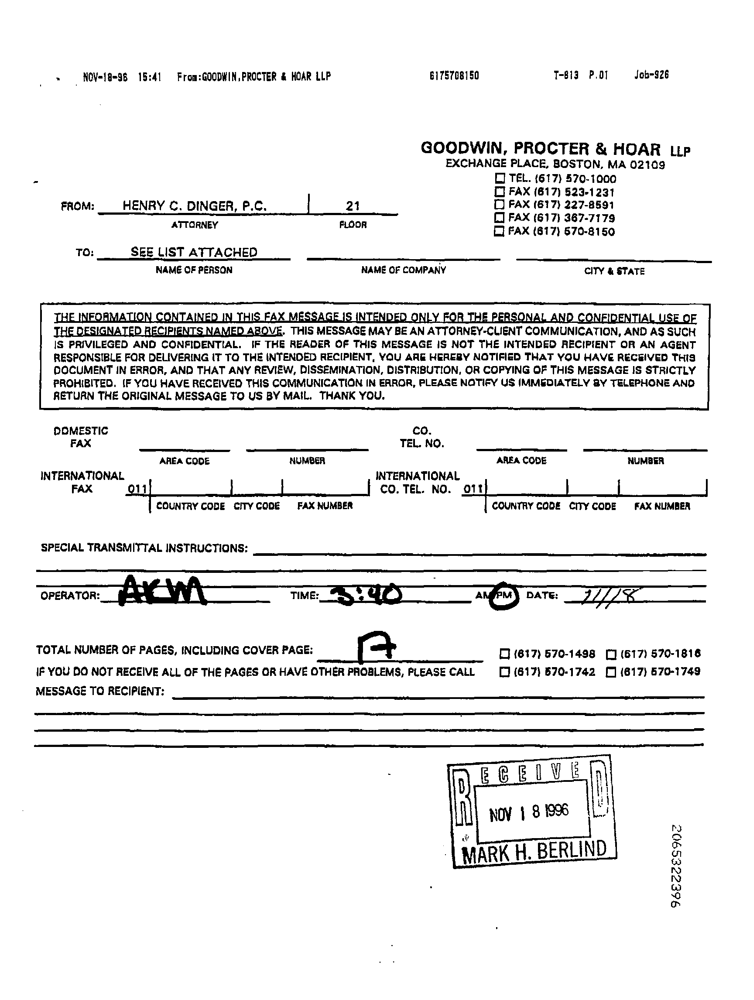 NOV-18-96 15:41 From:GOODWIN,PROCTER & HOAR LLP 6175708150 T-813 P.01 Job-926
GOODWIN, PROCTER & HOAR LLP
EXCHANGE PLACE, BOSTON, MA 02109
☐ TEL. (617) 570-1000
☐ FAX (617) 523-1231
☐ FAX (617) 227-8591
☐ FAX (617) 367-7179
☐ FAX (617) 570-8150
FROM: HENRY C. DINGER, P.C. 21
ATTORNEY FLOOR
TO: SEE LIST ATTACHED
NAME OF PERSON NAME OF COMPANY CITY & STATE
THE INFORMATION CONTAINED IN THIS FAX MESSAGE IS INTENDED ONLY FOR THE PERSONAL AND CONFIDENTIAL USE OF
THE DESIGNATED RECIPIENTS NAMED ABOVE. THIS MESSAGE MAY BE AN ATTORNEY-CLIENT COMMUNICATION, AND AS SUCH
IS PRIVILEGED AND CONFIDENTIAL. IF THE READER OF THIS MESSAGE IS NOT THE INTENDED RECIPIENT OR AN AGENT
RESPONSIBLE FOR DELIVERING IT TO THE INTENDED RECIPIENT, YOU ARE HEREBY NOTIFIED THAT YOU HAVE RECEIVED THIS
DOCUMENT IN ERROR, AND THAT ANY REVIEW, DISSEMINATION, DISTRIBUTION, OR COPYING OF THIS MESSAGE IS STRICTLY
PROHIBITED. IF YOU HAVE RECEIVED THIS COMMUNICATION IN ERROR, PLEASE NOTIFY US IMMEDIATELY BY TELEPHONE AND
RETURN THE ORIGINAL MESSAGE TO US BY MAIL. THANK YOU.
DOMESTIC CO.
FAX TEL. NO.
AREA CODE NUMBER AREA CODE NUMBER
INTERNATIONAL INTERNATIONAL
FAX 011 CO. TEL. NO. 011
COUNTRY CODE CITY CODE FAX NUMBER COUNTRY CODE CITY CODE FAX NUMBER
SPECIAL TRANSMITTAL INSTRUCTIONS:
OPERATOR: AKM TIME: 3:40 AM/PM DATE: 11/18
TOTAL NUMBER OF PAGES, INCLUDING COVER PAGE: ☐ (617) 570-1498 ☐ (617) 570-1816
IF YOU DO NOT RECEIVE ALL OF THE PAGES OR HAVE OTHER PROBLEMS, PLEASE CALL ☐ (617) 570-1742 ☐ (617) 570-1749
MESSAGE TO RECIPIENT:
RECEIVED
NOV 18 1996
MARK H. BERLIND
2065322396